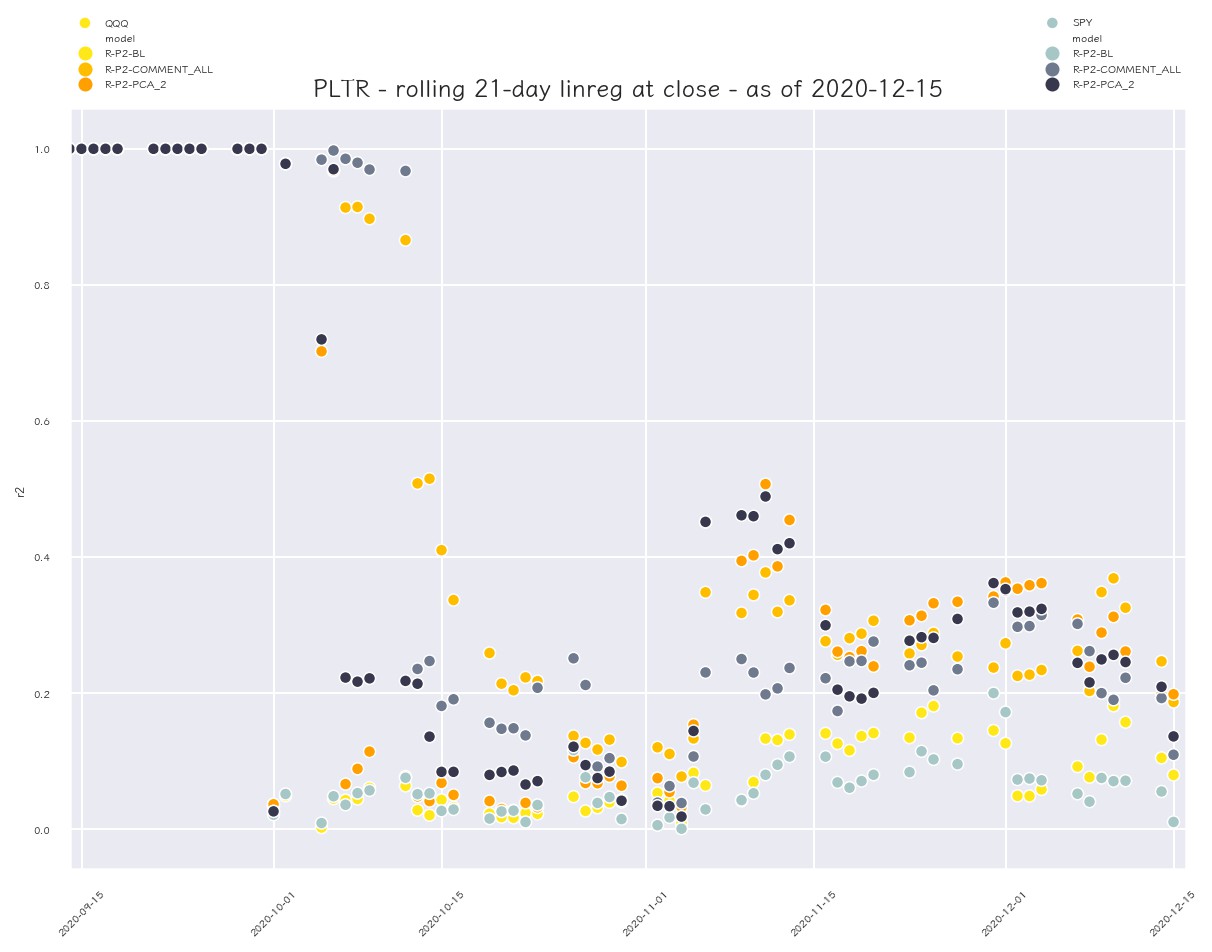 QQQ
model
R-P2-BL
R-P2-COMMENT_ALL
R-P2-PCA_2
SPY
model
R-P2-BL
R-P2-COMMENT_ALL
R-P2-PCA_2
PLTR - rolling 21-day linreg at close - as of 2020-12-15
1.0
0.8
0.6
r2
0.4
0.2
0.0
2020-09-15
2020-10-01
2020-10-15
2020-11-01
2020-11-15
2020-12-01
2020-12-15